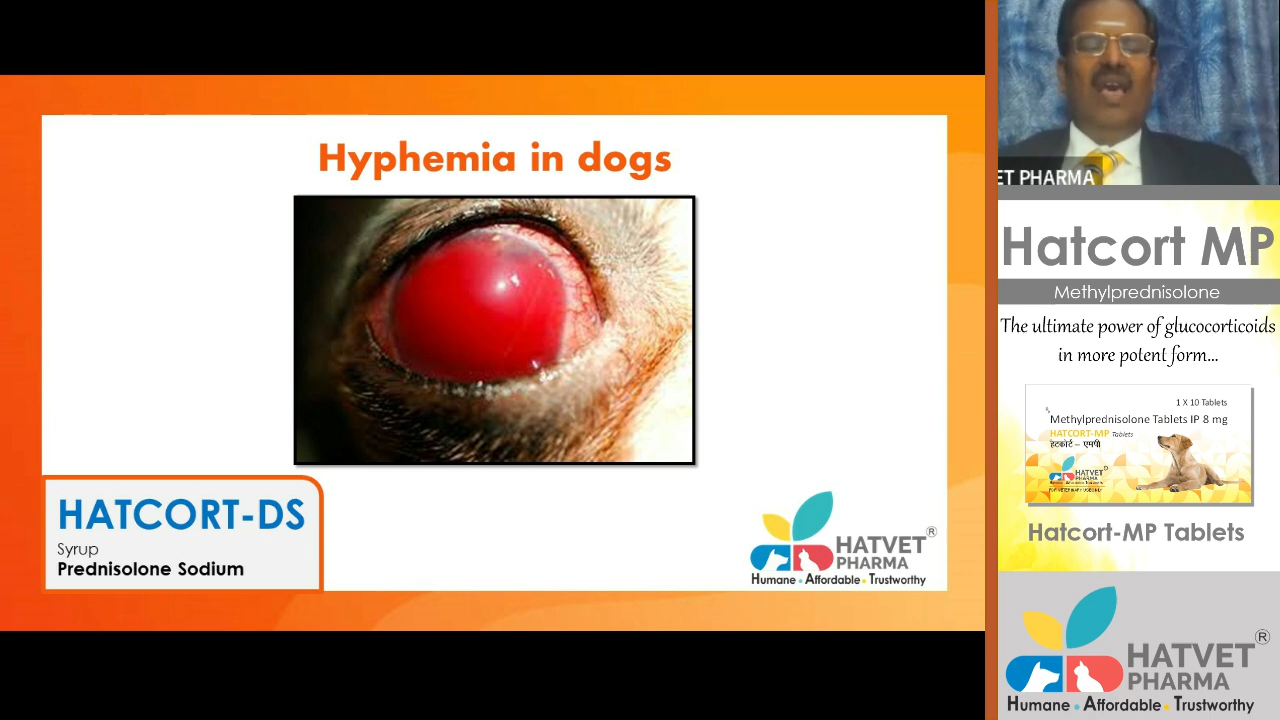 Hyphemia in dogs
HATCORT-DS
Syrup
Prednisolone Sodium
HATVET®
PHARMA
Humane • Affordable • Trustworthy
ET PHARMA
Hatcort MP
Methylprednisolone
The ultimate power of glucocorticoids
in more potent form...
1 X 10 Tablets
Methylprednisolone Tablets IP 8 mg
HATCORT-MP Tablets
हेटकोर्ट – एमपी
HATVET
PHARMA
Hatcort-MP Tablets
HATVET®
PHARMA
Humane • Affordable • Trustworthy